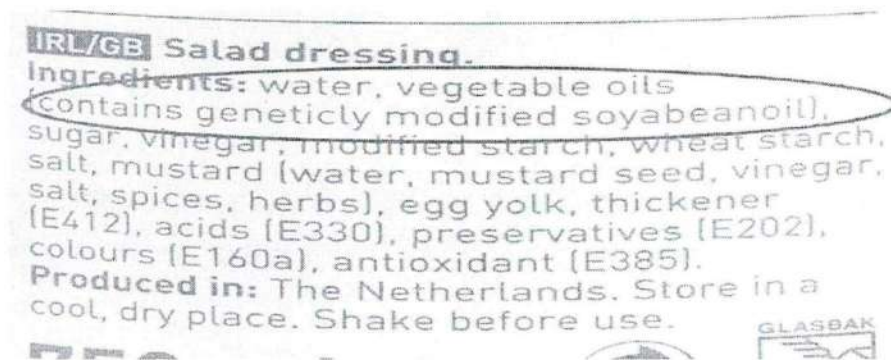 IRL/GB Salad dressing.
Ingredients: water, vegetable oils
(contains geneticly modified soyabeanoil),
sugar, vinegar, modified starch, wheat starch,
salt, mustard (water, mustard seed, vinegar,
salt, spices, herbs), egg yolk, thickener
(E412), acids (E330), preservatives (E202),
colours (E160a), antioxidant (E385).
Produced in: The Netherlands. Store in a
cool, dry place. Shake before use.
GLASBAK